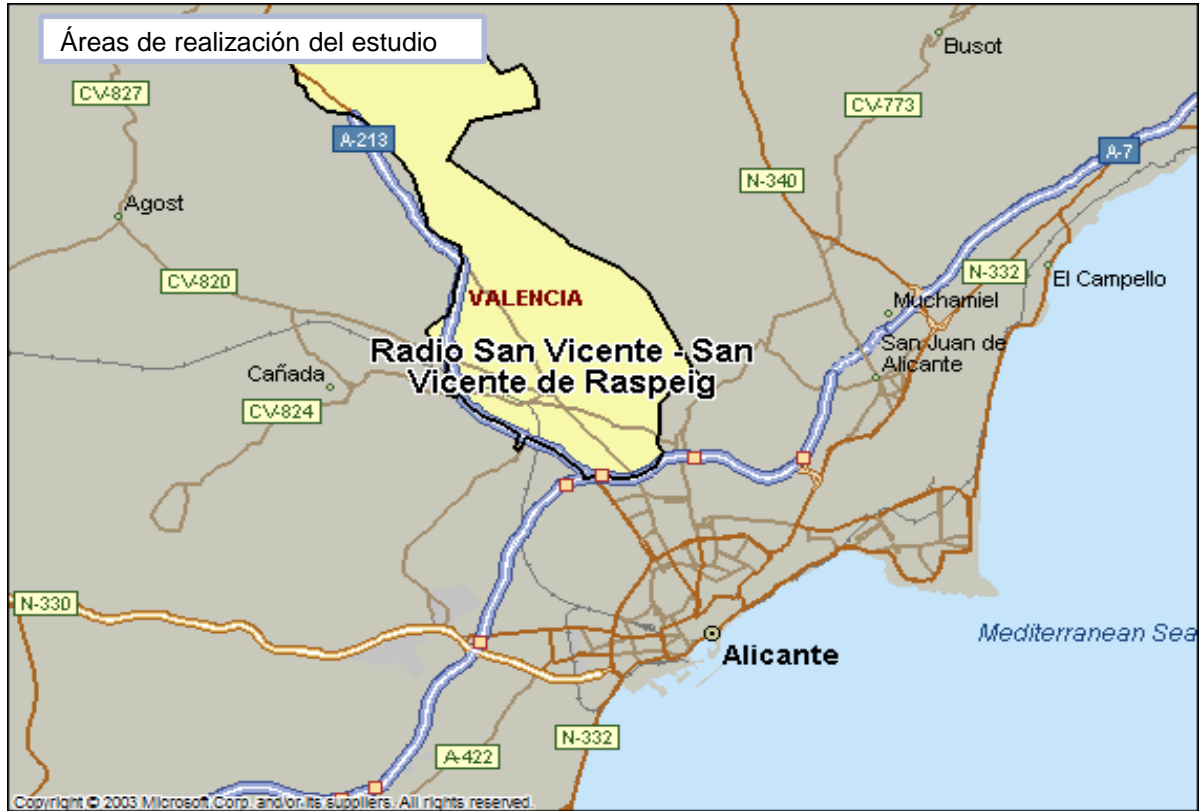 Áreas de realización del estudio
Busot
CV-827
CV-773
A-213
A-7
N-340
Agost
CV-820
N-332
El Campello
VALENCIA
Muchamiel
Radio San Vicente - San
Vicente de Raspeig
San Juan de
Alicante
Cañada
CV-824
N-330
Mediterranean Sea
Alicante
N-332
A-422
Copyright © 2003 Microsoft Corp. and/or its suppliers. All rights reserved.